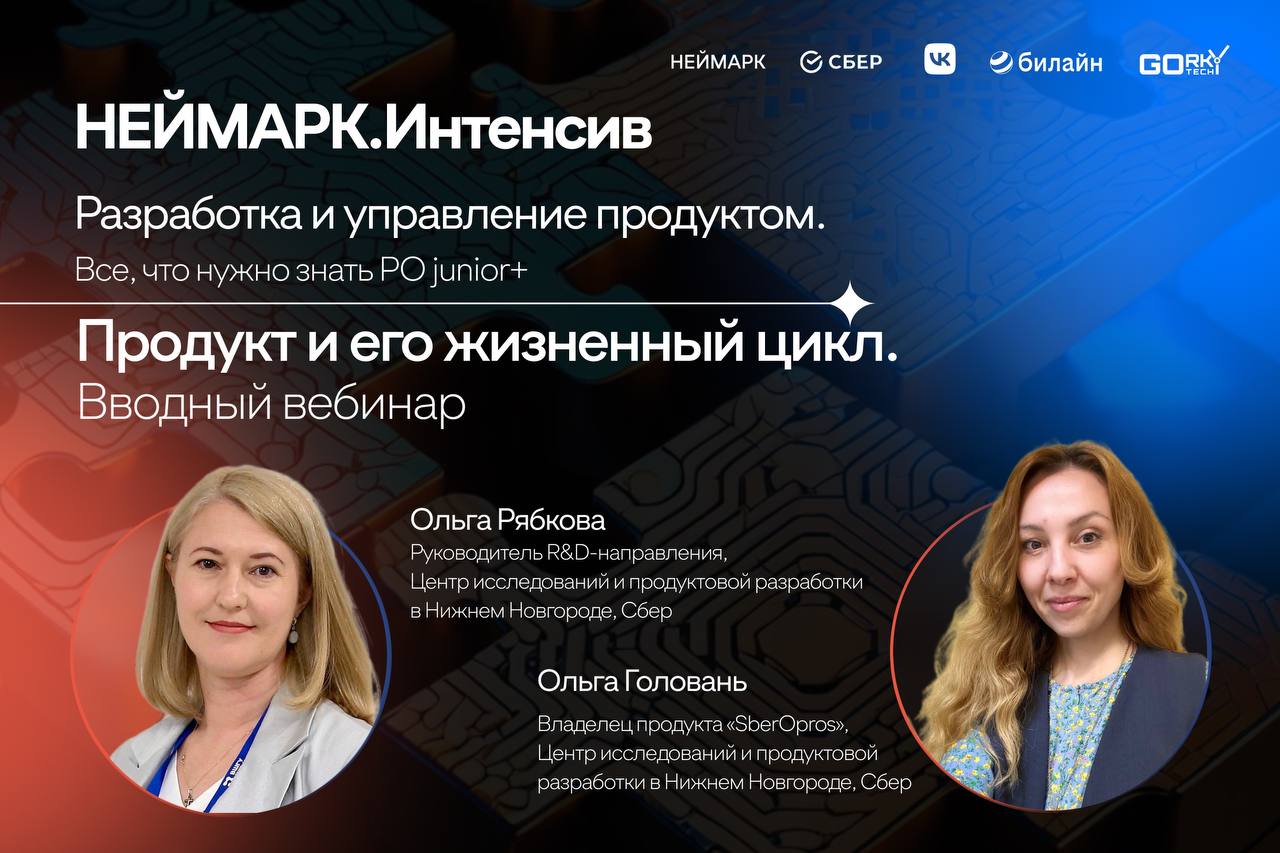 НЕЙМАРК СБЕР VK билайн GORKY TECH
НЕЙМАРК.Интенсив
Разработка и управление продуктом.
Все, что нужно знать PO junior+
Продукт и его жизненный цикл.
Вводный вебинар
Ольга Рябкова
Руководитель R&D-направления,
Центр исследований и продуктовой разработки
в Нижнем Новгороде, Сбер
Ольга Головань
Владелец продукта «SberOpros»,
Центр исследований и продуктовой
разработки в Нижнем Новгороде, Сбер